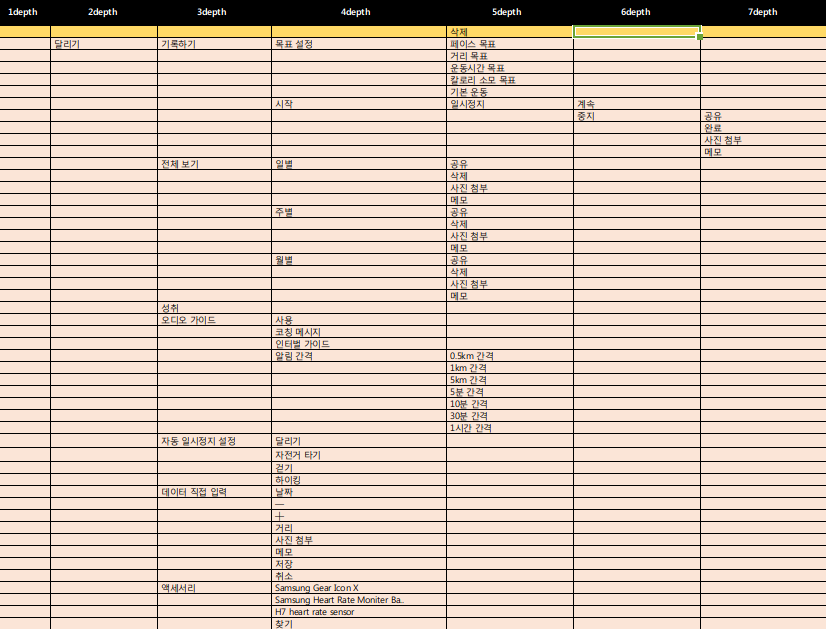 1depth 2depth 3depth 4depth 5depth 6depth 7depth
삭제
달리기 기록하기 목표 설정 페이스 목표
거리 목표
운동시간 목표
칼로리 소모 목표
기본 운동
시작 일시정지 계속
중지 공유
완료
사진 첨부
메모
전체 보기 일별 공유
삭제
사진 첨부
메모
주별 공유
삭제
사진 첨부
메모
월별 공유
삭제
사진 첨부
메모
성취
오디오 가이드 사용
코칭 메시지
인터벌 가이드
알림 간격 0.5km 간격
1km 간격
5km 간격
5분 간격
10분 간격
30분 간격
1시간 간격
자동 일시정지 설정 달리기
자전거 타기
걷기
하이킹
데이터 직접 입력 날짜
—
+
거리
사진 첨부
메모
저장
취소
액세서리 Samsung Gear Icon X
Samsung Heart Rate Moniter Ba..
H7 heart rate sensor
찾기